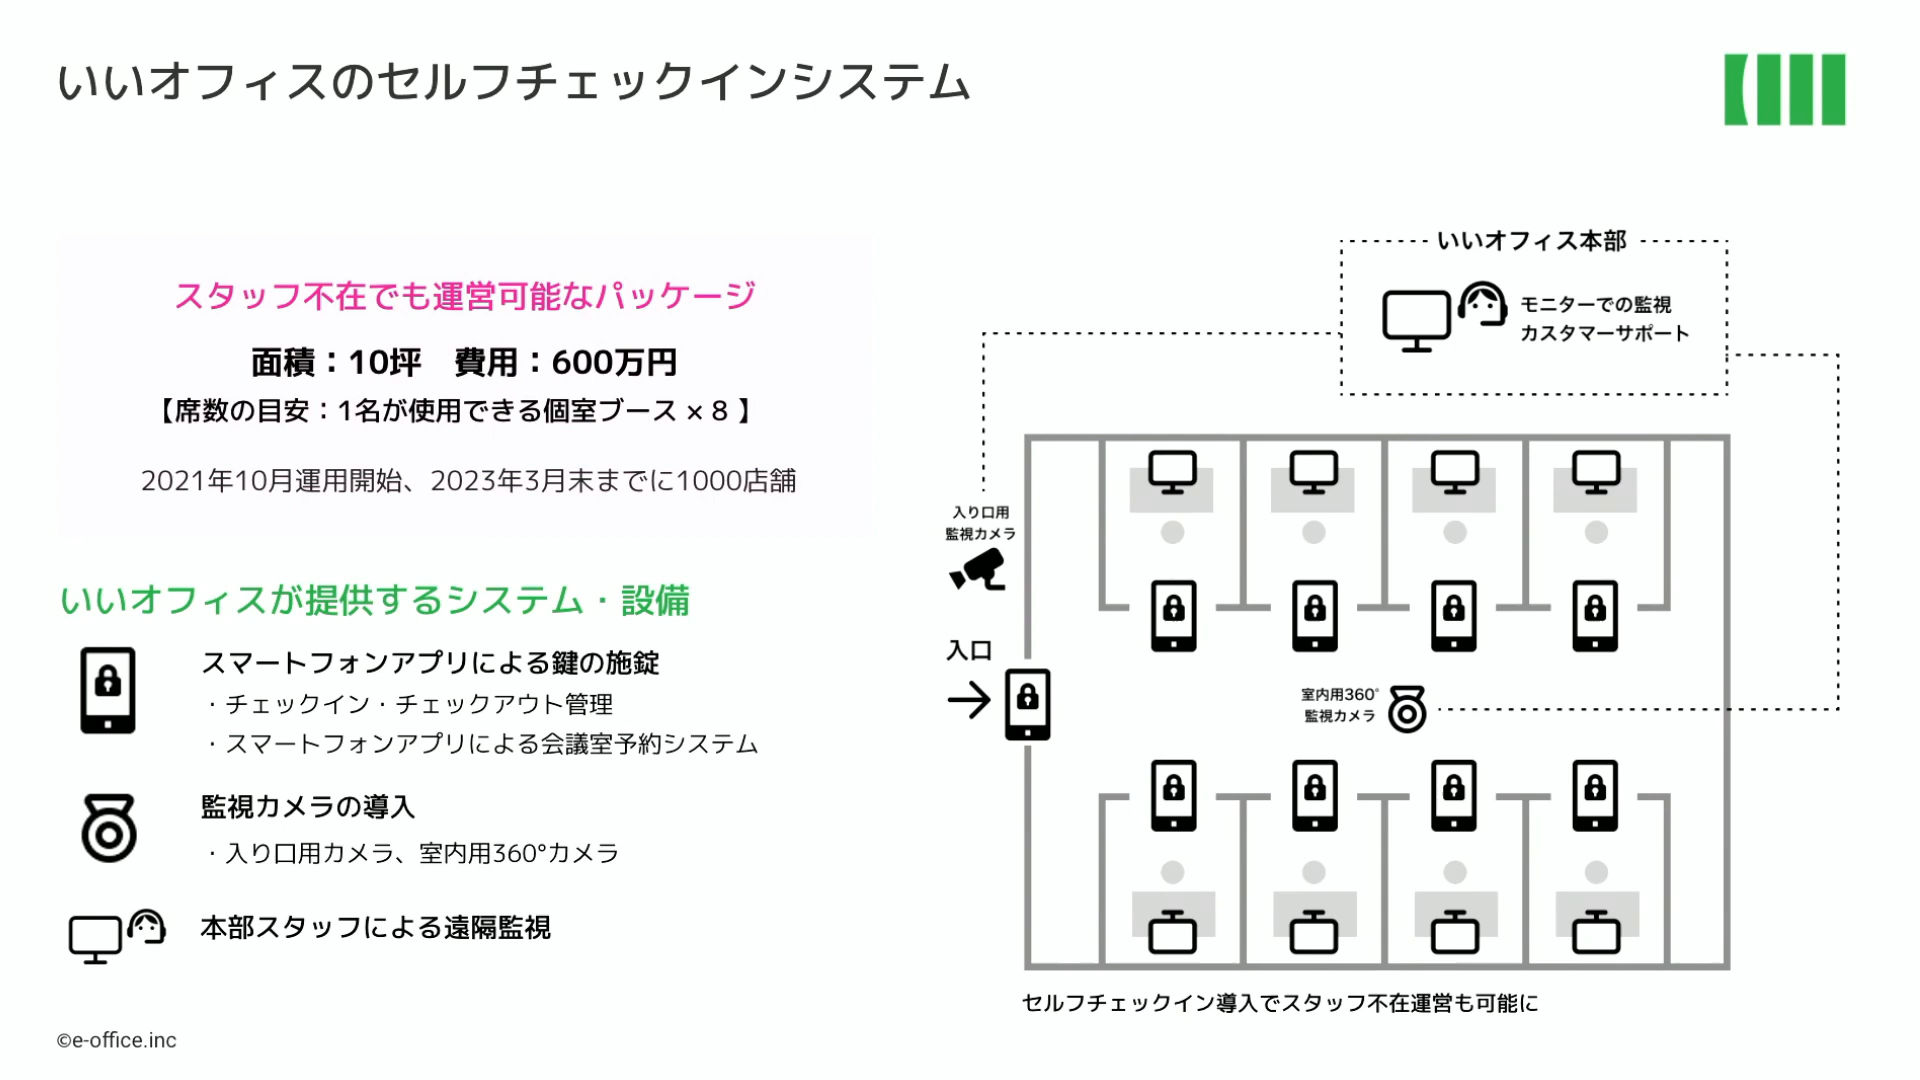 いいオフィスのセルフチェックインシステム
スタッフ不在でも運営可能なパッケージ
面積：10坪　費用：600万円
【席数の目安：1名が使用できる個室ブース × 8 】
2021年10月運用開始、2023年3月末までに1000店舗
いいオフィスが提供するシステム・設備
スマートフォンアプリによる鍵の施錠
・チェックイン・チェックアウト管理
・スマートフォンアプリによる会議室予約システム
監視カメラの導入
・入り口用カメラ、室内用360°カメラ
本部スタッフによる遠隔監視
いいオフィス本部
モニターでの監視
カスタマーサポート
入り口用
監視カメラ
入口
室内用360°
監視カメラ
セルフチェックイン導入でスタッフ不在運営も可能に
©e-office.inc